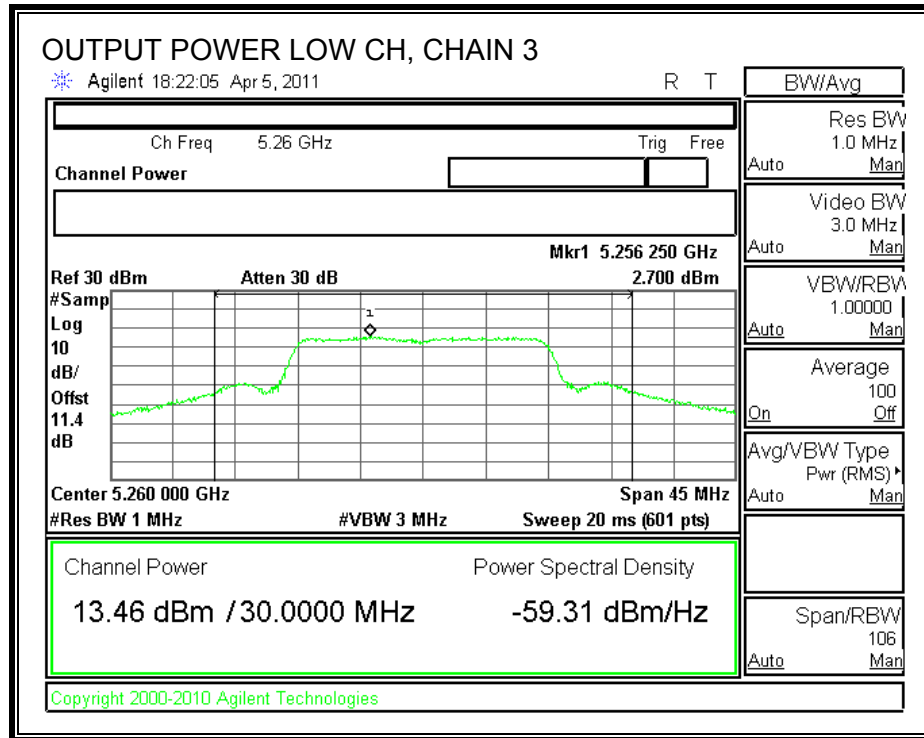 OUTPUT POWER LOW CH, CHAIN 3
Agilent 18:22:05 Apr 5, 2011 R T
Ch Freq 5.26 GHz Trig Free
Channel Power
Mkr1 5.256 250 GHz
Ref 30 dBm Atten 30 dB 2.700 dBm
#Samp
Log
10
dB/
Offst
11.4
dB
1
Center 5.260 000 GHz Span 45 MHz
#Res BW 1 MHz #VBW 3 MHz Sweep 20 ms (601 pts)
Channel Power Power Spectral Density
13.46 dBm / 30.0000 MHz -59.31 dBm/Hz
Copyright 2000-2010 Agilent Technologies
BW/Avg
Res BW
1.0 MHz
Auto Man
Video BW
3.0 MHz
Auto Man
VBW/RBW
1.00000
Auto Man
Average
100
On Off
Avg/VBW Type
Pwr (RMS)
Auto Man
Span/RBW
106
Auto Man